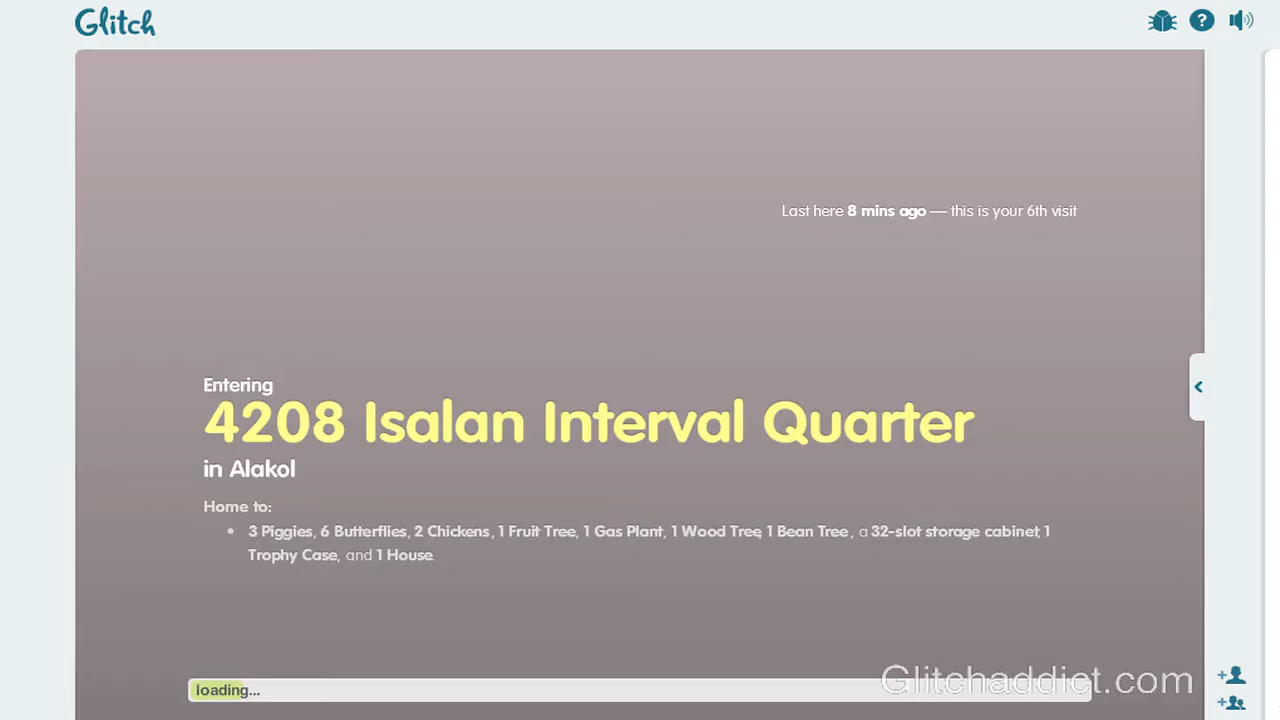 Glitch
Last here 8 mins ago — this is your 6th visit
Entering
4208 Isalan Interval Quarter
in Alakol
Home to:
3 Piggies, 6 Butterflies, 2 Chickens, 1 Fruit Tree, 1 Gas Plant, 1 Wood Tree, 1 Bean Tree, a 32-slot storage cabinet, 1
Trophy Case, and 1 House.
loading...
Glitchaddict.com